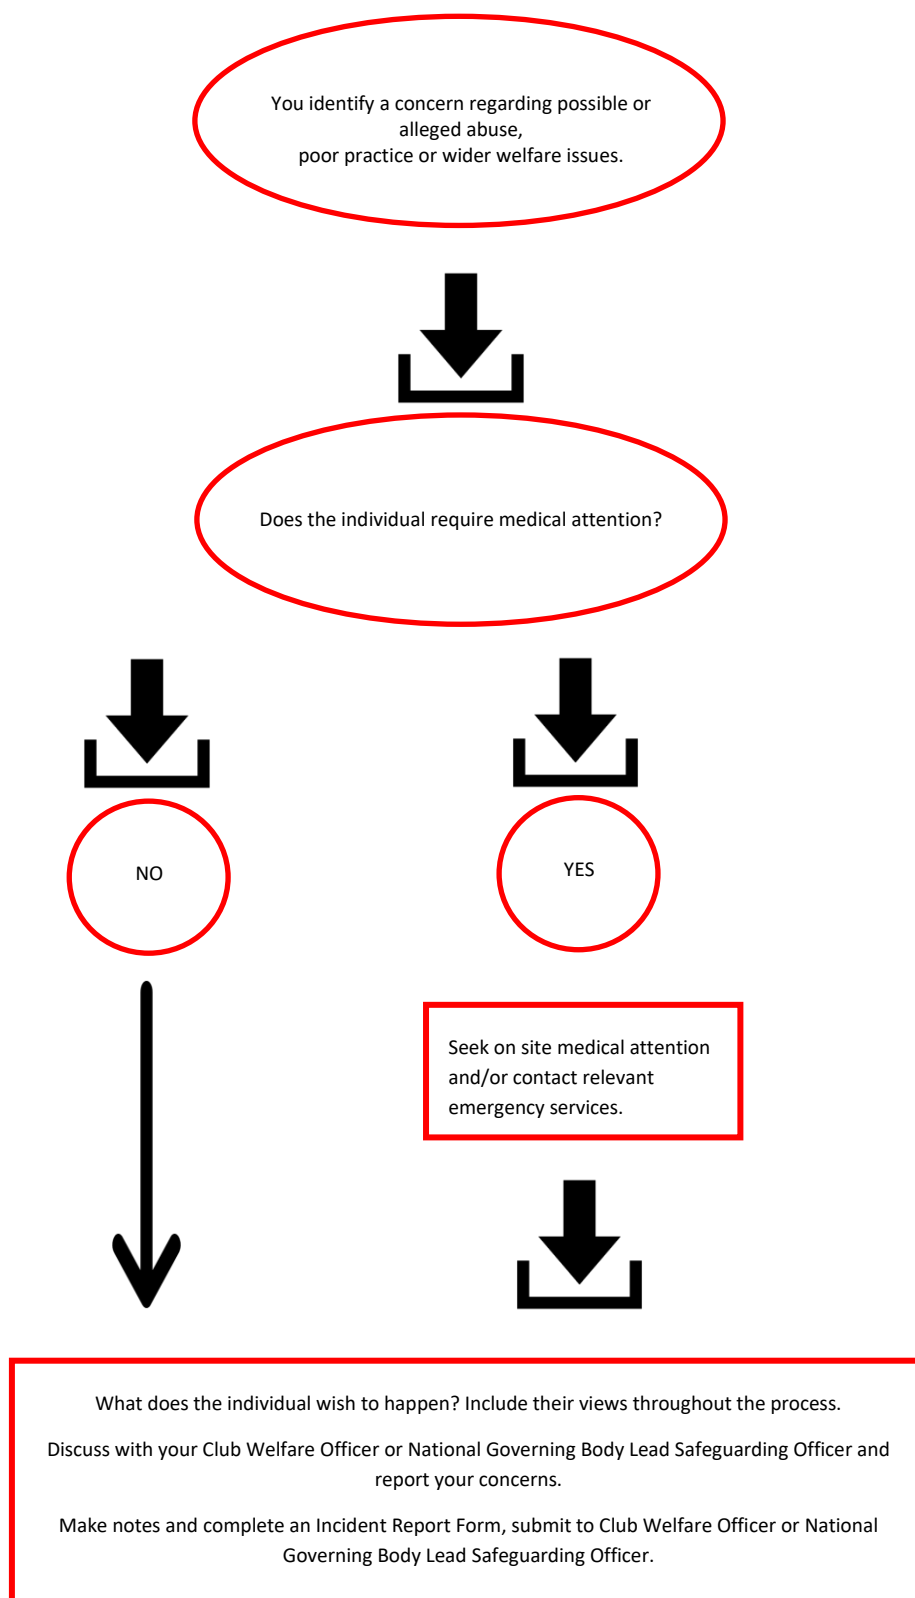 You identify a concern regarding possible or
alleged abuse,
poor practice or wider welfare issues.
Does the individual require medical attention?
NO
YES
Seek on site medical attention
and/or contact relevant
emergency services.
What does the individual wish to happen? Include their views throughout the process.
Discuss with your Club Welfare Officer or National Governing Body Lead Safeguarding Officer and
report your concerns.
Make notes and complete an Incident Report Form, submit to Club Welfare Officer or National
Governing Body Lead Safeguarding Officer.